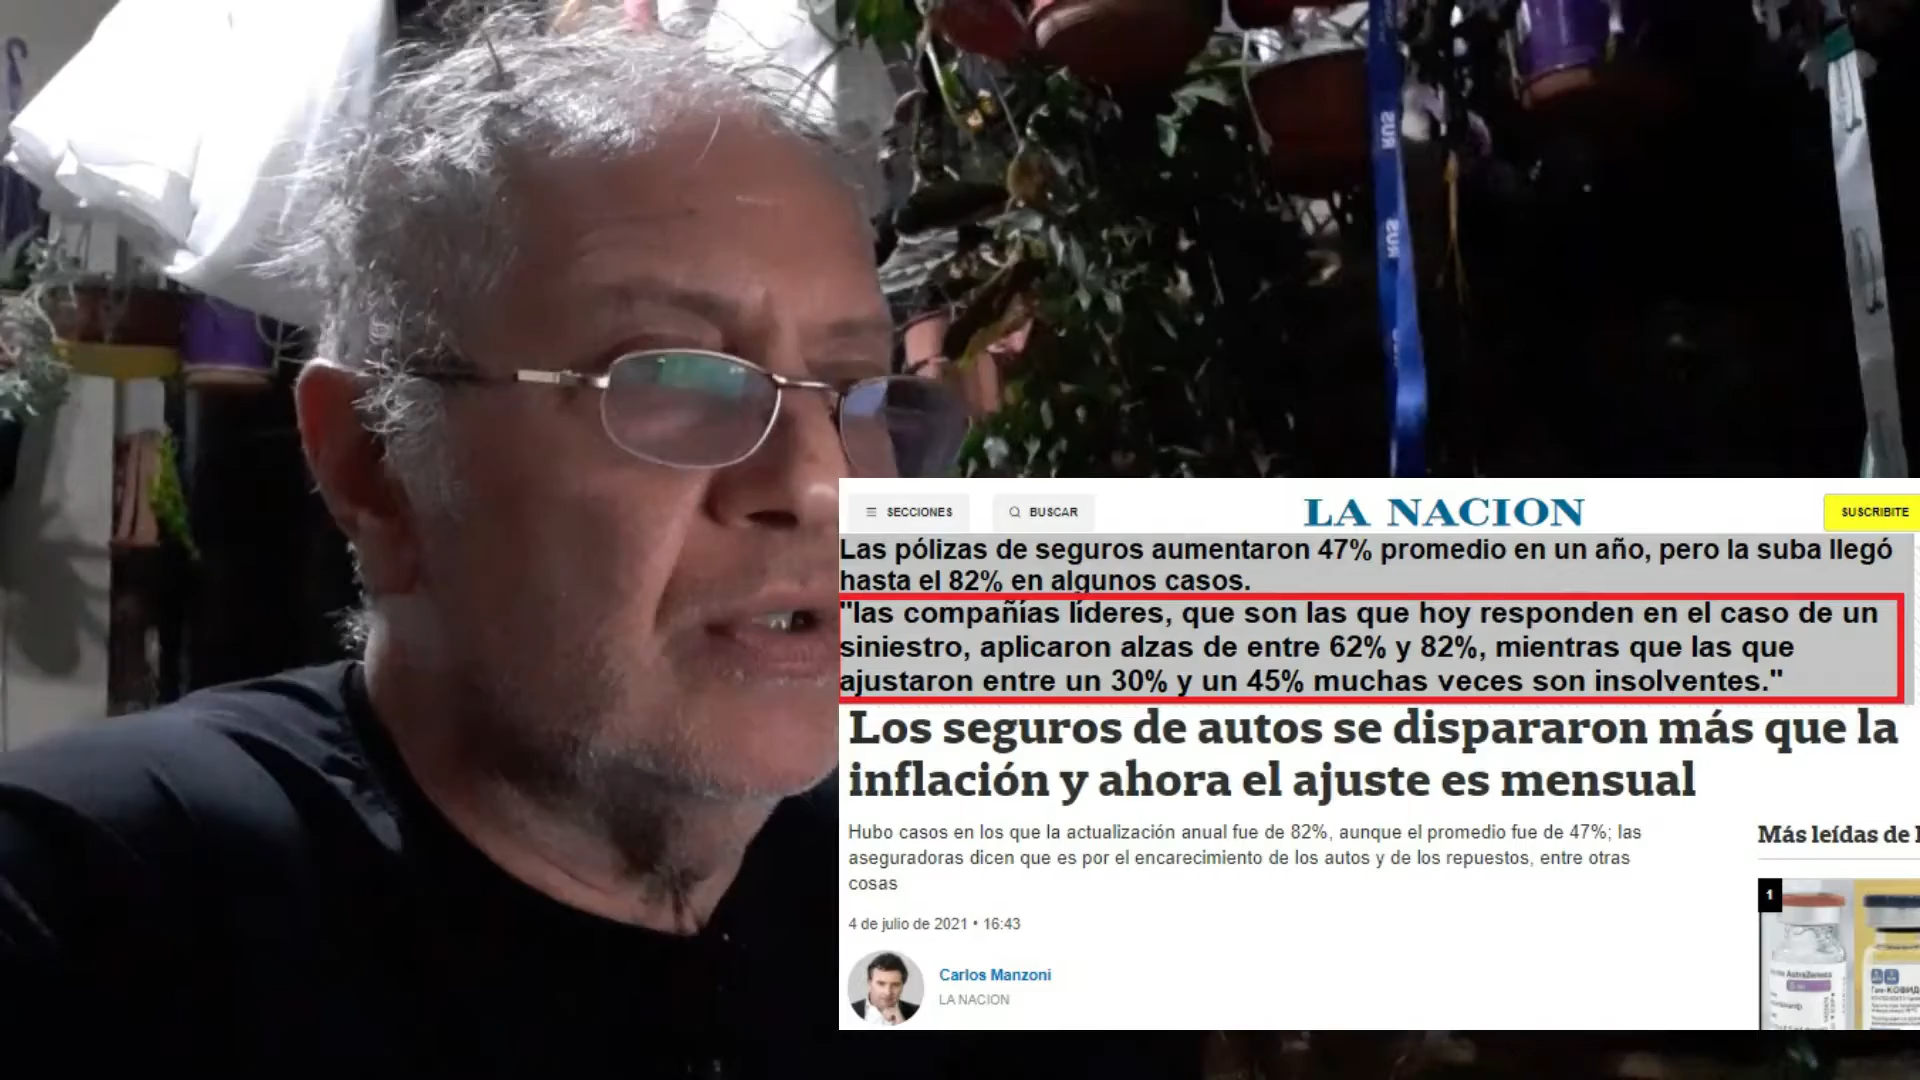 RUS
RUS
SECCIONES
BUSCAR
LA NACION
SUSCRIBITE
Las pólizas de seguros aumentaron 47% promedio en un año, pero la suba llegó
hasta el 82% en algunos casos.
"las compañías líderes, que son las que hoy responden en el caso de un
siniestro, aplicaron alzas de entre 62% y 82%, mientras que las que
ajustaron entre un 30% y un 45% muchas veces son insolventes."
Los seguros de autos se dispararon más que la
inflación y ahora el ajuste es mensual
Hubo casos en los que la actualización anual fue de 82%, aunque el promedio fue de 47%; las
aseguradoras dicen que es por el encarecimiento de los autos y de los repuestos, entre otras
cosas
4 de julio de 2021 • 16:43
Carlos Manzoni
LA NACION
Más leídas de
1
AstraZeneca